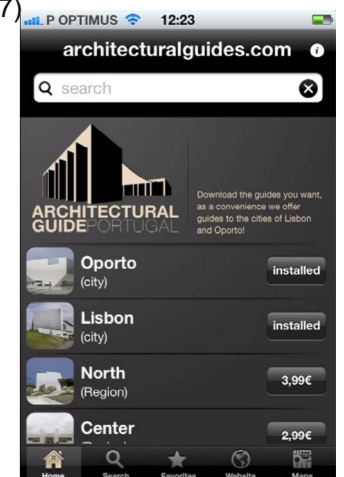 7)
P OPTIMUS 12:23
architecturalguides.com i
search
Download the guides you want,
as a convenience we offer
guides to the cities of Lisbon
and Oporto!
ARCHITECTURAL
GUIDEPORTUGAL
Oporto
(city)
installed
Lisbon
(city)
installed
North
(Region)
3,99€
Center
2,99€
Home Search Favorites Website Maps